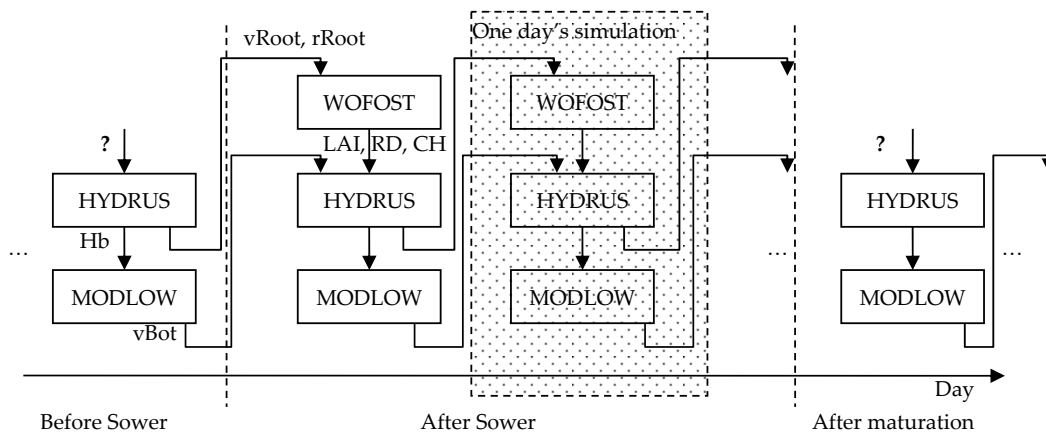 vRoot, rRoot
One day's simulation
WOFOST
WOFOST
LAI, RD, CH
?
?
HYDRUS
HYDRUS
HYDRUS
HYDRUS
Hb
...
...
...
MODLOW
MODLOW
MODLOW
MODLOW
vBot
Day
Before Sower
After Sower
After maturation